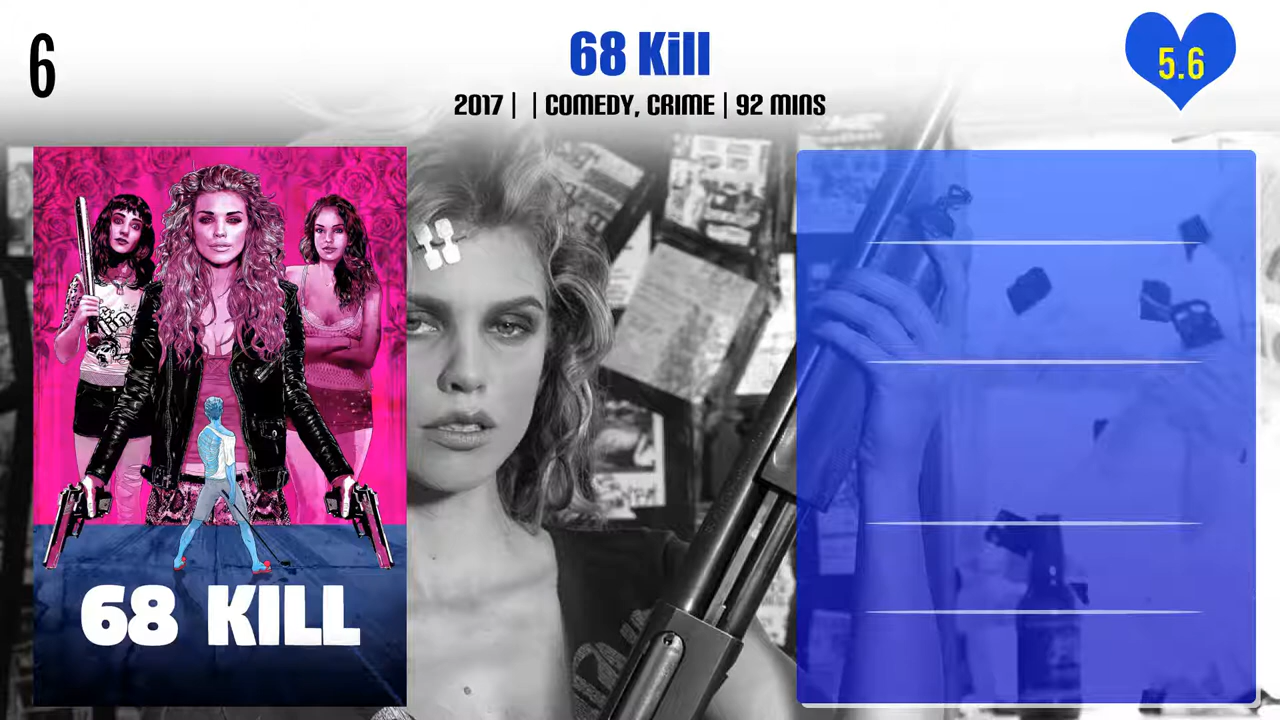 6
68 Kill
5.6
2017 | | COMEDY, CRIME | 92 MINS
68 KILL